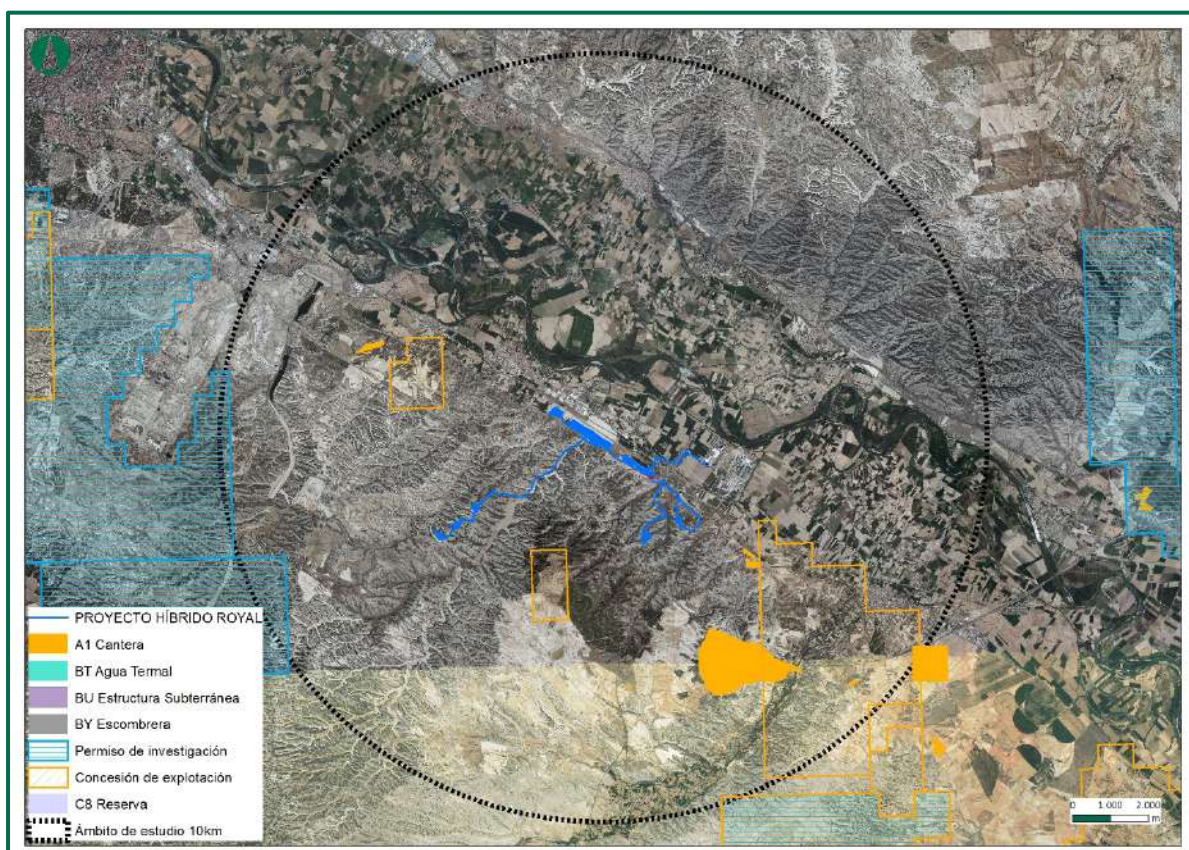 PROYECTO HÍBRIDO ROYAL
A1 Cantera
BT Agua Termal
BU Estructura Subterránea
BY Escombrera
Permiso de investigación
Concesión de explotación
C8 Reserva
Ámbito de estudio 10km
0 1.000 2.000
m